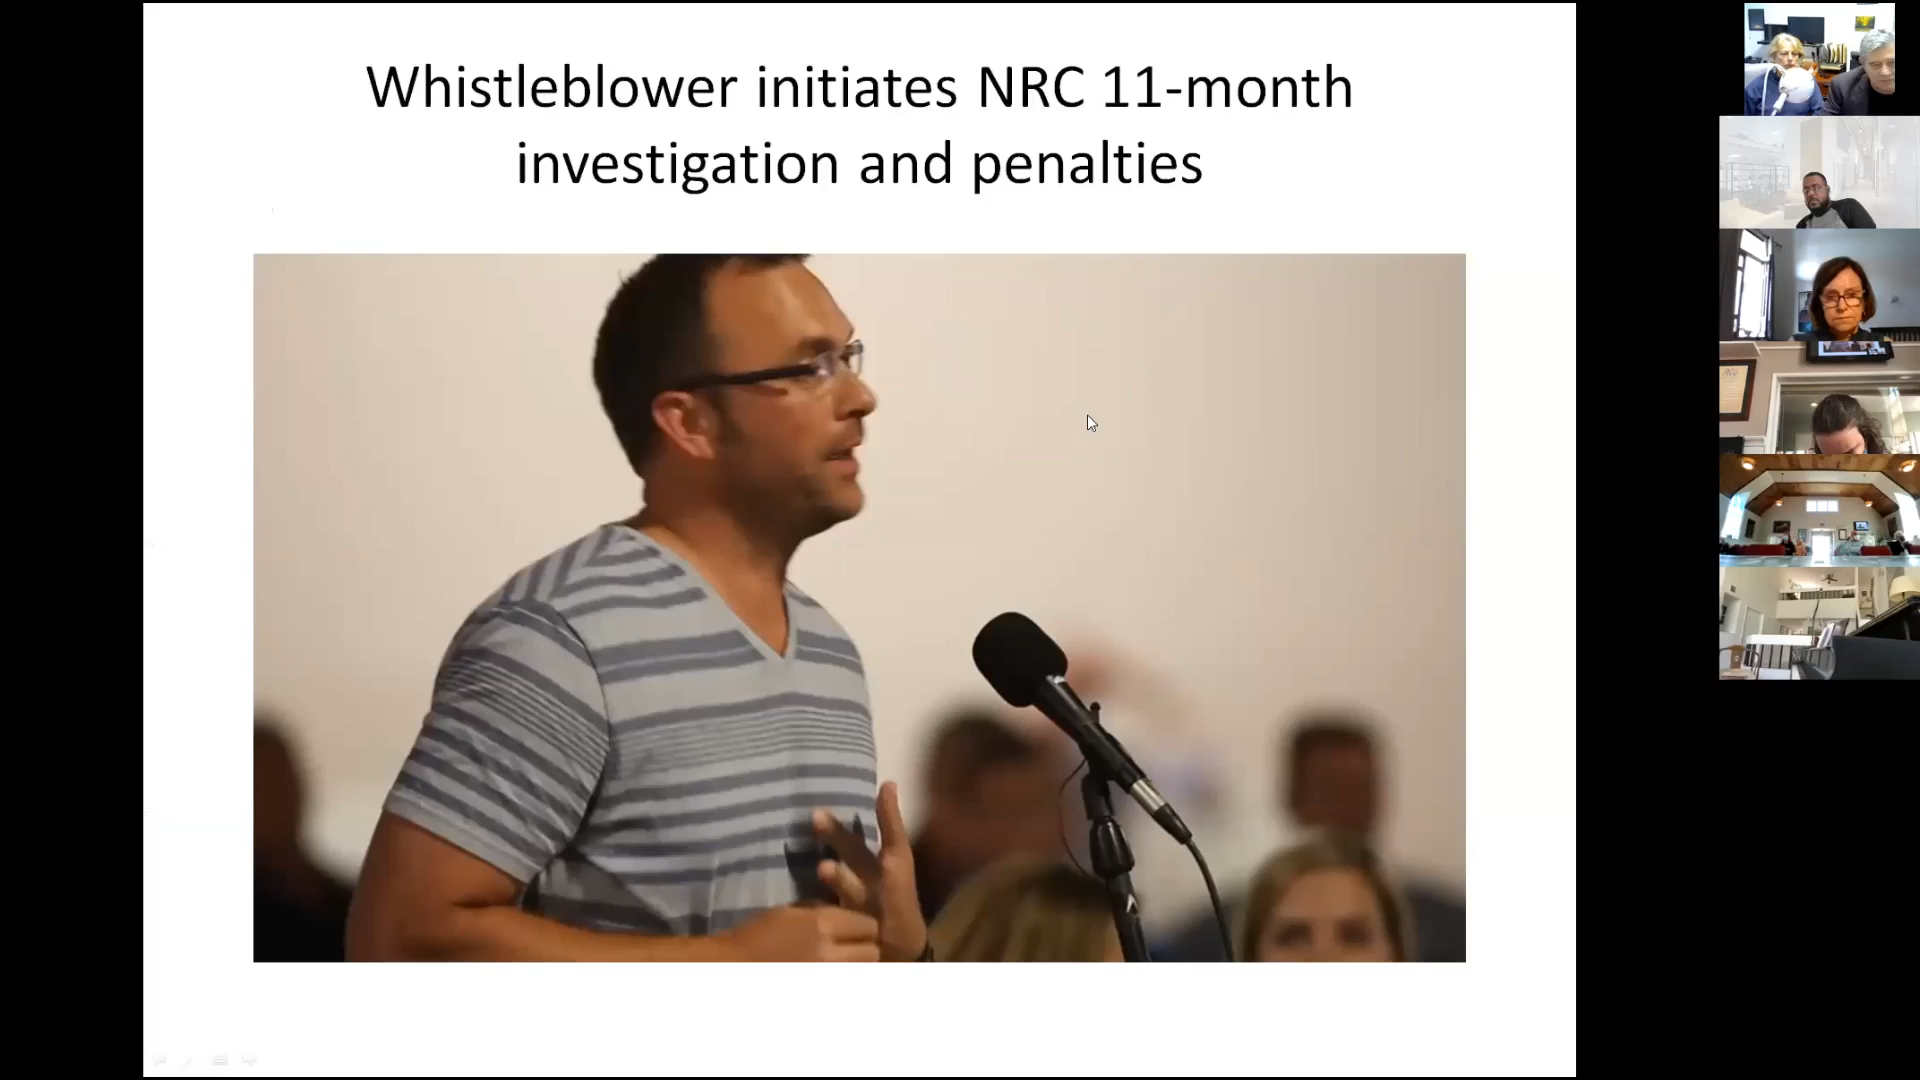 Whistleblower initiates NRC 11-month
investigation and penalties